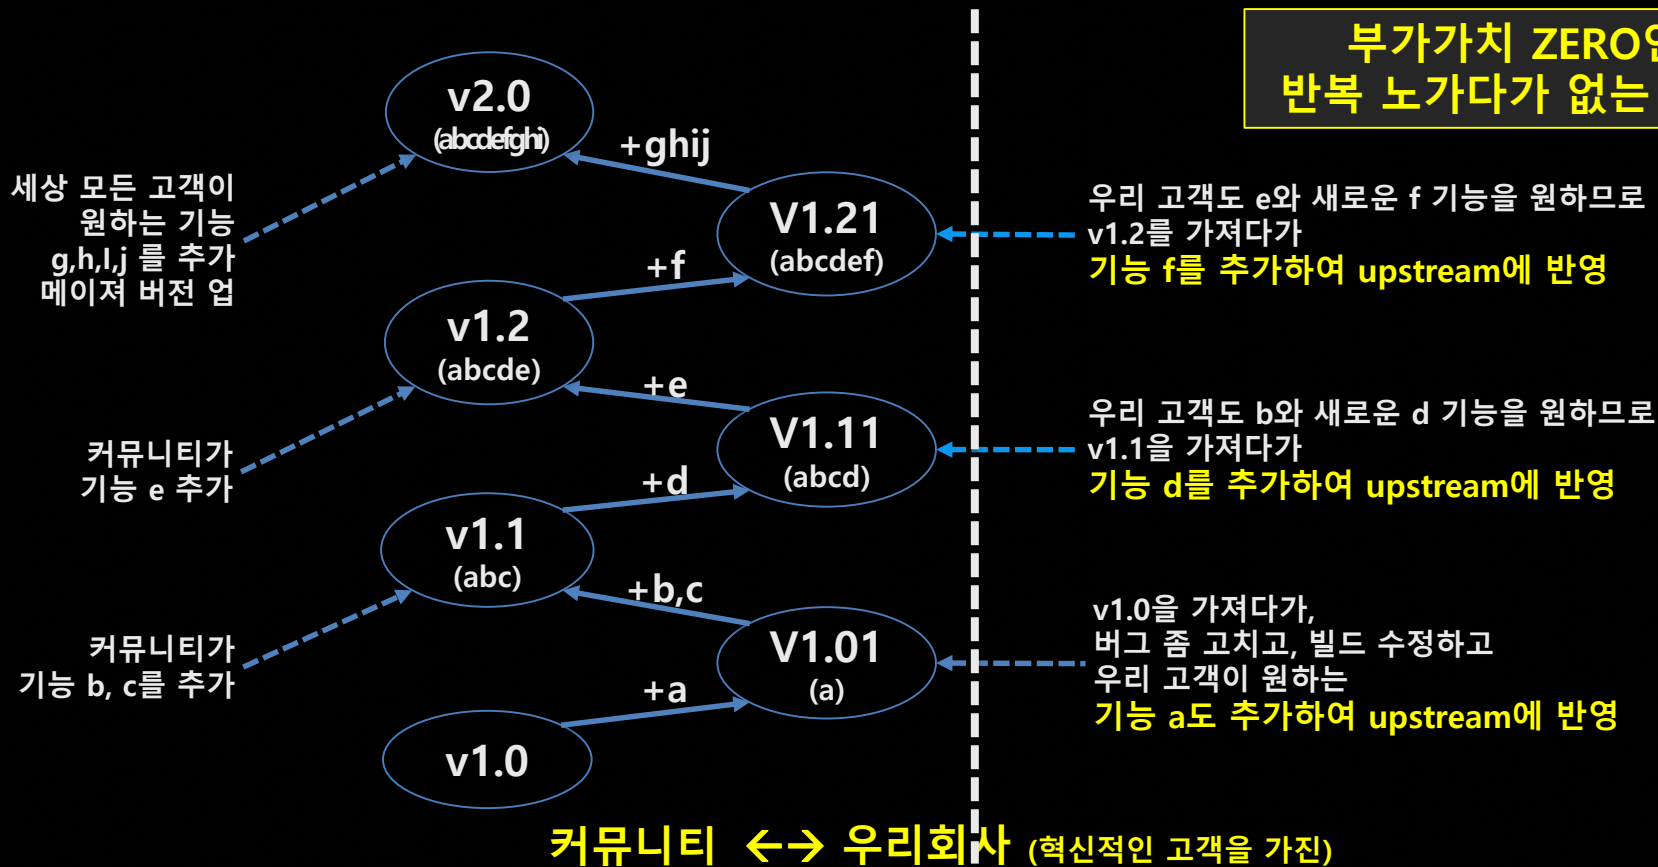 부가가치 ZERO인
반복 노가다가 없는
v2.0
(abcdefghi)
+ghij
세상 모든 고객이
원하는 기능
g,h,I,j 를 추가
메이져 버전 업
V1.21
(abcdef)
우리 고객도 e와 새로운 f 기능을 원하므로
v1.2를 가져다가
기능 f를 추가하여 upstream에 반영
+f
v1.2
(abcde)
+e
커뮤니티가
기능 e 추가
V1.11
(abcd)
우리 고객도 b와 새로운 d 기능을 원하므로
v1.1을 가져다가
기능 d를 추가하여 upstream에 반영
+d
v1.1
(abc)
+b,c
커뮤니티가
기능 b, c를 추가
V1.01
(a)
v1.0을 가져다가,
버그 좀 고치고, 빌드 수정하고
우리 고객이 원하는
기능 a도 추가하여 upstream에 반영
+a
v1.0
커뮤니티 ←→ 우리회사 (혁신적인 고객을 가진)